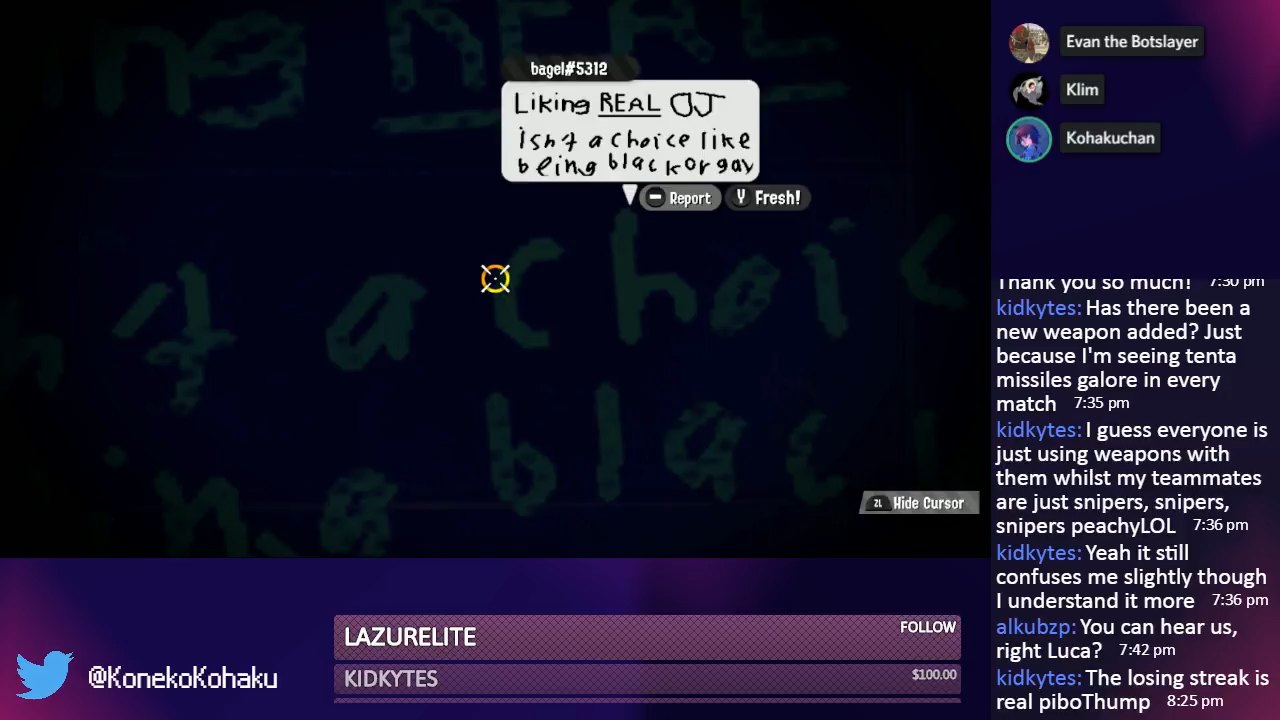 bagel#5312
Liking REAL OJ
isnt a choice like
being black or gay
Report
Y Fresh!
ZL Hide Cursor
Evan the Botslayer
Klim
Kohakuchan
Thank you so much! 7:30 pm
kidkytes: Has there been a
new weapon added? Just
because I'm seeing tenta
missiles galore in every
match 7:35 pm
kidkytes: I guess everyone is
just using weapons with
them whilst my teammates
are just snipers, snipers,
snipers peachyLOL 7:36 pm
kidkytes: Yeah it still
confuses me slightly though
I understand it more 7:36 pm
alkubzp: You can hear us,
right Luca? 7:42 pm
kidkytes: The losing streak is
real piboThump 8:25 pm
LAZURELITE FOLLOW
KIDKYTES $100.00
@KonekoKohaku